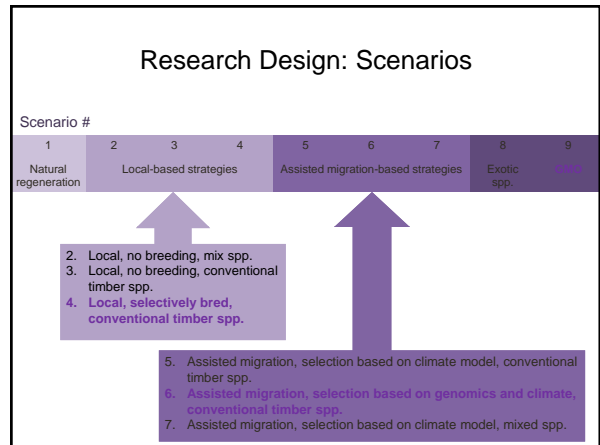 Research Design: Scenarios
Scenario #
1 2 3 4 5 6 7 8 9
Natural regeneration Local-based strategies Assisted migration-based strategies Exotic spp. GMO
2. Local, no breeding, mix spp.
3. Local, no breeding, conventional
timber spp.
4. Local, selectively bred,
conventional timber spp.
5. Assisted migration, selection based on climate model, conventional
timber spp.
6. Assisted migration, selection based on genomics and climate,
conventional timber spp.
7. Assisted migration, selection based on climate model, mixed spp.